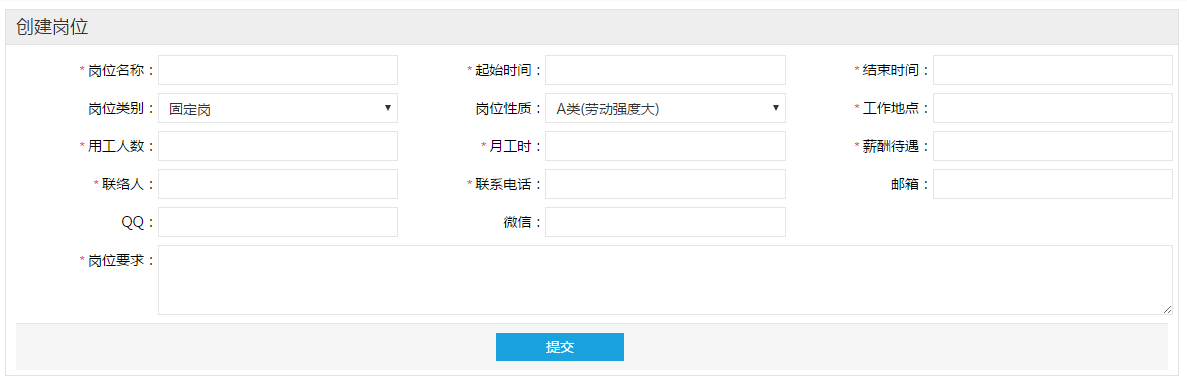 创建岗位
* 岗位名称： * 起始时间： * 结束时间：
岗位类别： 固定岗 岗位性质： A类(劳动强度大) * 工作地点：
* 用工人数： * 月工时： * 薪酬待遇：
* 联络人： * 联系电话： 邮箱：
QQ： 微信：
* 岗位要求：
提交